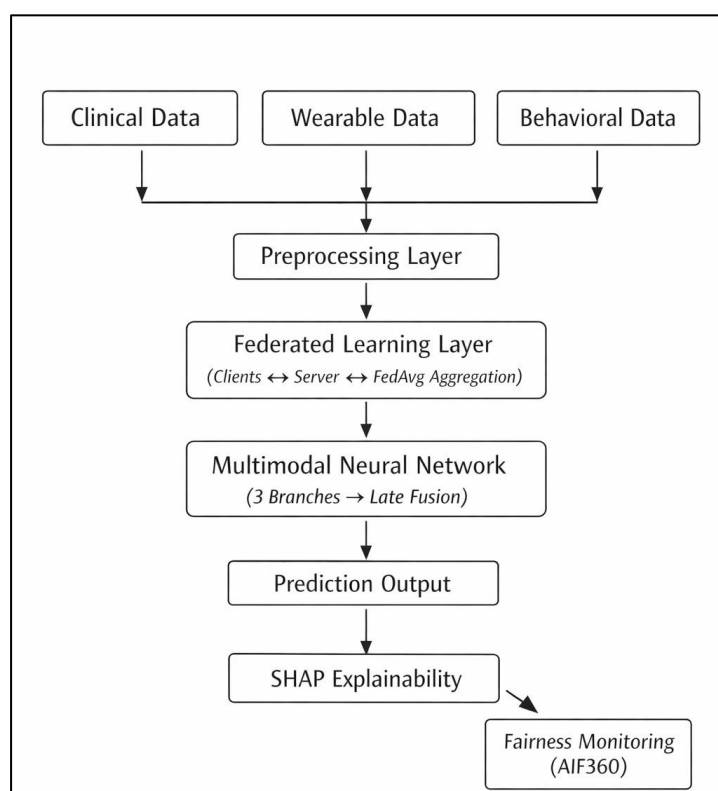 Clinical Data
Wearable Data
Behavioral Data
Preprocessing Layer
Federated Learning Layer
(Clients ↔ Server ↔ FedAvg Aggregation)
Multimodal Neural Network
(3 Branches → Late Fusion)
Prediction Output
SHAP Explainability
Fairness Monitoring
(AIF360)